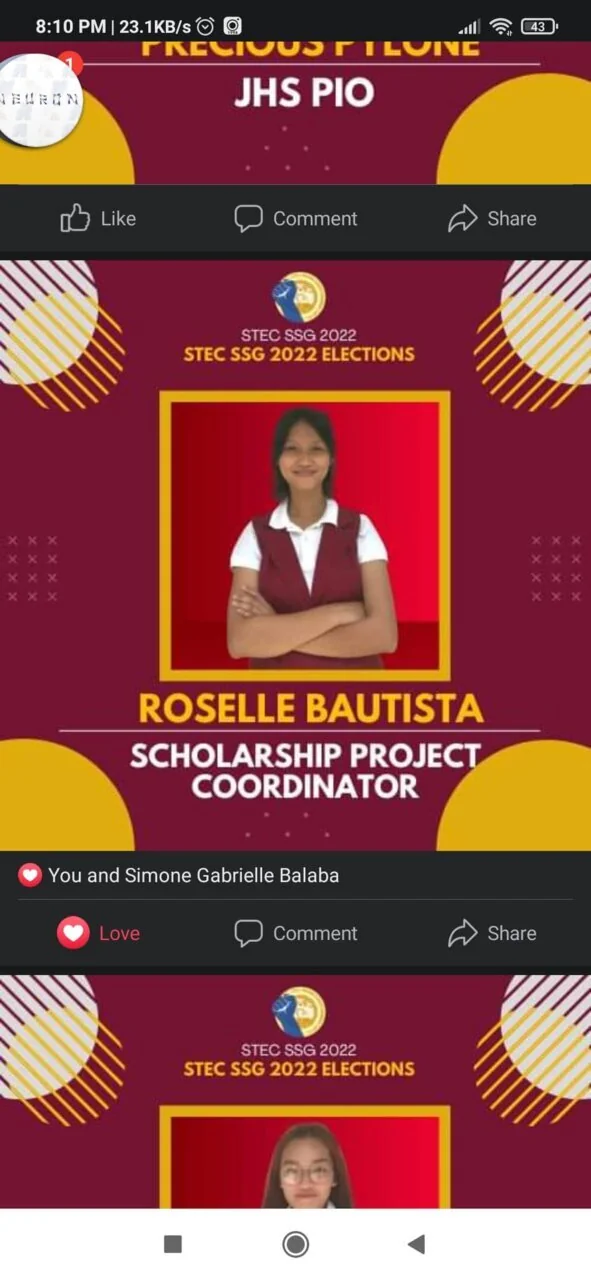 8:10 PM | 23.1KB/s
43
PRECIOUS PYLONE
1
NEURON
JHS PIO
Like
Comment
Share
STEC SSG 2022
STEC SSG 2022 ELECTIONS
ROSELLE BAUTISTA
SCHOLARSHIP PROJECT
COORDINATOR
You and Simone Gabrielle Balaba
Love
Comment
Share
STEC SSG 2022
STEC SSG 2022 ELECTIONS